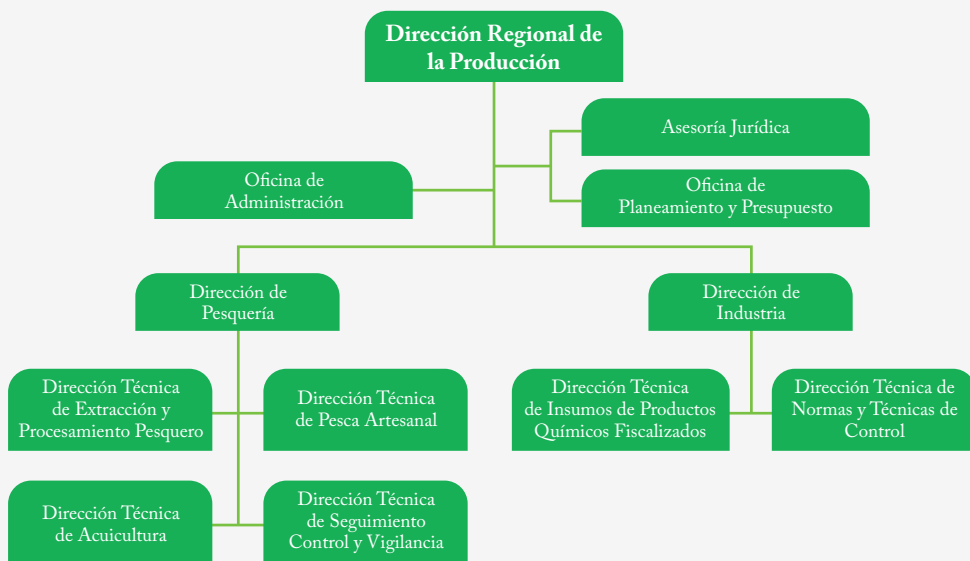 Dirección Regional de
la Producción
Asesoría Jurídica
Oficina de
Administración
Oficina de
Planeamiento y Presupuesto
Dirección de
Pesquería
Dirección de
Industria
Dirección Técnica
de Extracción y
Procesamiento Pesquero
Dirección Técnica
de Pesca Artesanal
Dirección Técnica
de Insumos de Productos
Químicos Fiscalizados
Dirección Técnica de
Normas y Técnicas de
Control
Dirección Técnica
de Acuicultura
Dirección Técnica
de Seguimiento
Control y Vigilancia